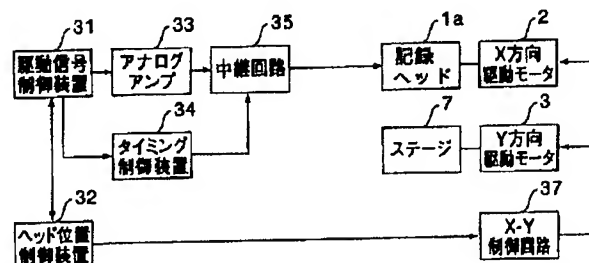 31
駆動信号
制御装置
33
アナログ
アンプ
35
中継回路
1a
記録
ヘッド
2
X方向
駆動モータ
34
タイミング
制御装置
7
ステージ
3
Y方向
駆動モータ
32
ヘッド位置
制御装置
37
X-Y
制御回路